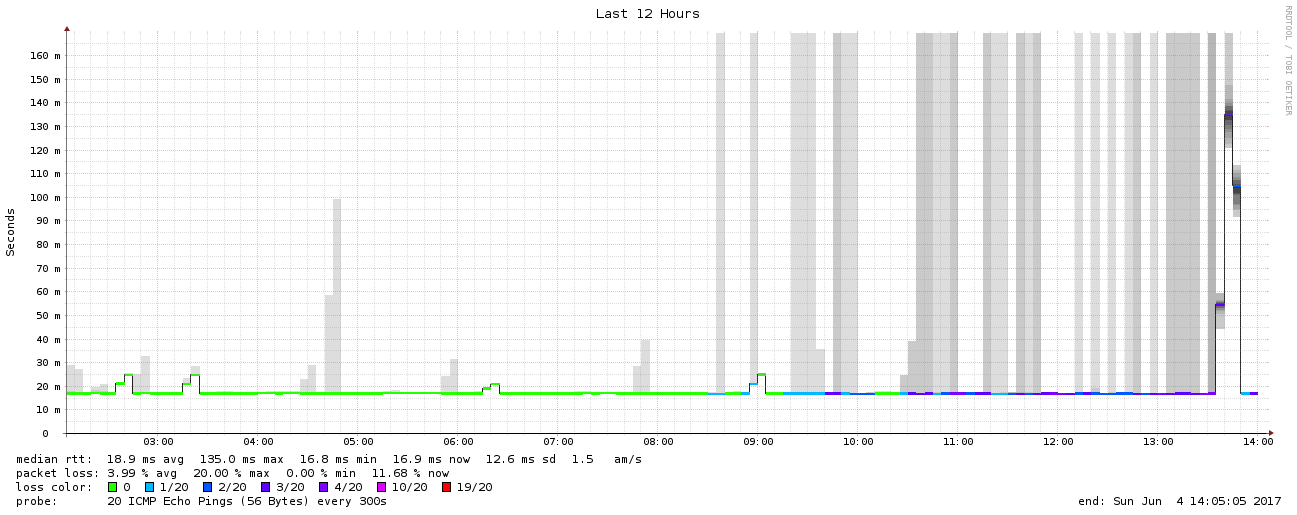 Last 12 Hours
RRDTOOL / TOBI OETIKER
Seconds
160 m
150 m
140 m
130 m
120 m
110 m
100 m
90 m
80 m
70 m
60 m
50 m
40 m
30 m
20 m
10 m
0
03:00 04:00 05:00 06:00 07:00 08:00 09:00 10:00 11:00 12:00 13:00 14:00
median rtt: 18.9 ms avg 135.0 ms max 16.8 ms min 16.9 ms now 12.6 ms sd 1.5 am/s
packet loss: 3.99 % avg 20.00 % max 0.00 % min 11.68 % now
loss color: 0 1/20 2/20 3/20 4/20 10/20 19/20
probe: 20 ICMP Echo Pings (56 Bytes) every 300s end: Sun Jun 4 14:05:05 2017